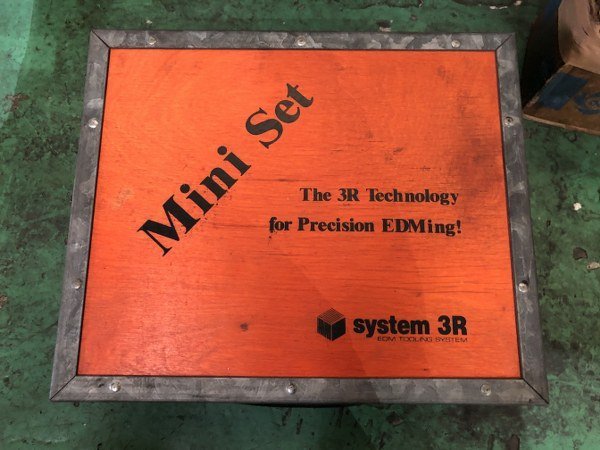 Mini Set
The 3R Technology
for Precision EDMing!
system 3R
EDM TOOLING SYSTEM